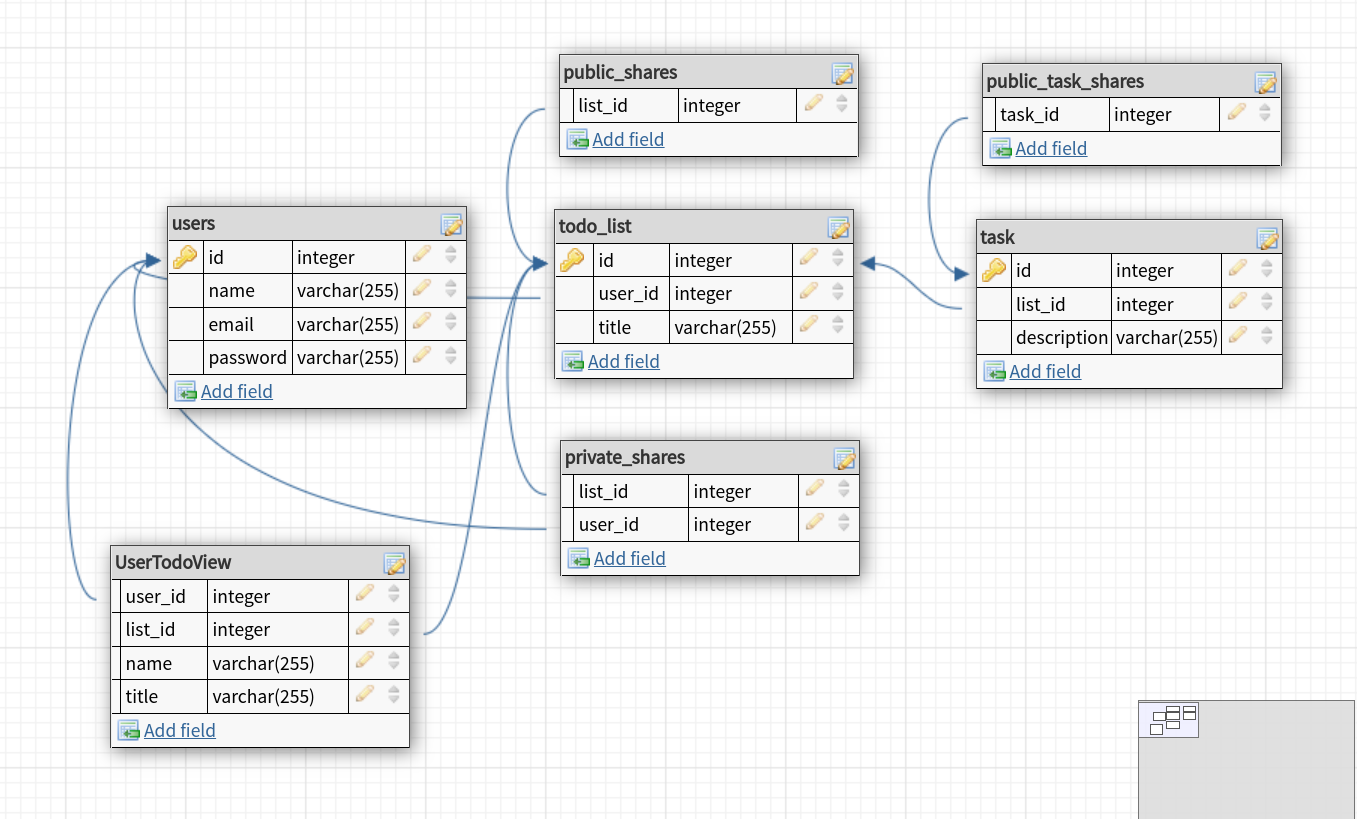 public_shares
list_id integer
Add field
public_task_shares
task_id integer
Add field
users
id integer
name varchar(255)
email varchar(255)
password varchar(255)
Add field
todo_list
id integer
user_id integer
title varchar(255)
Add field
task
id integer
list_id integer
description varchar(255)
Add field
private_shares
list_id integer
user_id integer
Add field
UserTodoView
user_id integer
list_id integer
name varchar(255)
title varchar(255)
Add field